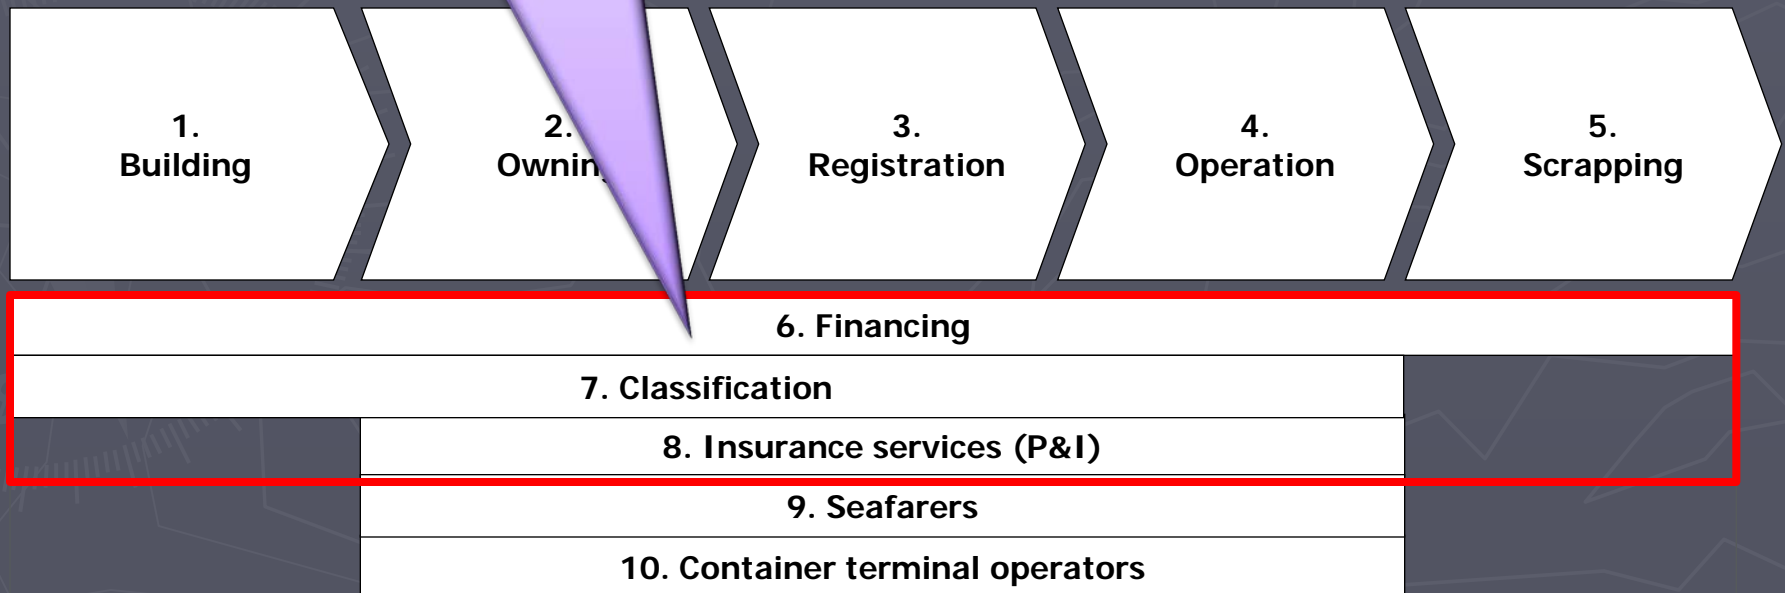 1.
Building
2.
3.
Registration
4.
Operation
5.
Scrapping
6. Financing
7. Classification
8. Insurance services (P&I)
9. Seafarers
10. Container terminal operators